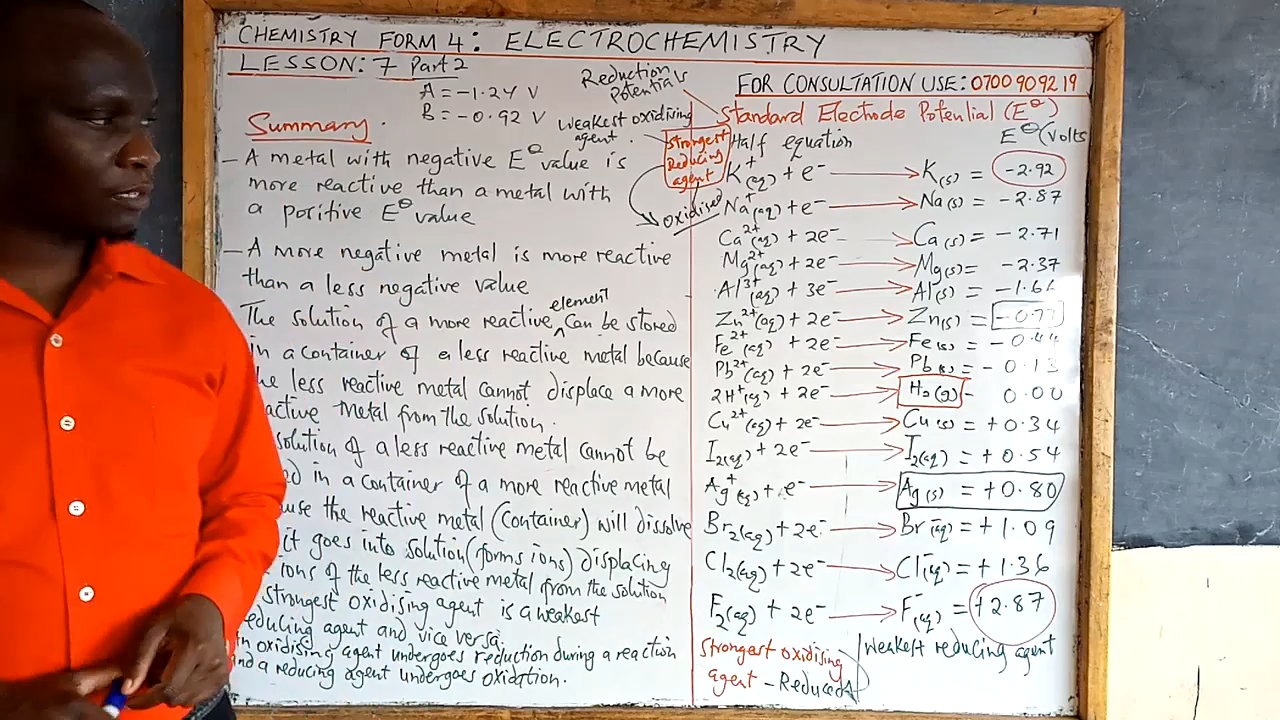 CHEMISTRY FORM 4: ELECTROCHEMISTRY
LESSON: 7 Part 2
A = -1.24 V
B = -0.92 V
Summary.
- A metal with negative E⦵ value is
more reactive than a metal with
a positive E⦵ value
- A more negative metal is more reactive
than a less negative value
The solution of a more reactive element can be stored
in a container of a less reactive metal because
the less reactive metal cannot displace a more
active metal from the solution.
solution of a less reactive metal cannot be
ed in a container of a more reactive metal
use the reactive metal (container) will dissolve
it goes into solution (forms ions) displacing
ions of the less reactive metal from the solution
strongest oxidising agent is a weakest
reducing agent and vice versa.
n oxidising agent undergoes reduction during a reaction
and a reducing agent undergoes oxidation.
Reduction Potentials
weakest oxidising agent.
Strongest Reducing agent
Oxidised
FOR CONSULTATION USE: 0700 909 219
Standard Electrode Potential (E⦵)
Half equation E⦵ (Volts
K⁺(aq) + e⁻ → K(s) = -2.92
Na⁺(aq) + e⁻ → Na(s) = -2.87
Ca²⁺(aq) + 2e⁻ → Ca(s) = -2.71
Mg²⁺(aq) + 2e⁻ → Mg(s) = -2.37
Al³⁺(aq) + 3e⁻ → Al(s) = -1.66
Zn²⁺(aq) + 2e⁻ → Zn(s) = -0.77
Fe²⁺(aq) + 2e⁻ → Fe(s) = -0.44
Pb²⁺(aq) + 2e⁻ → Pb(s) = -0.13
2H⁺(aq) + 2e⁻ → H₂(g) - 0.00
Cu²⁺(aq) + 2e⁻ → Cu(s) = +0.34
I₂(aq) + 2e⁻ → I₂(aq) = +0.54
Ag⁺(aq) + e⁻ → Ag(s) = +0.80
Br₂(aq) + 2e⁻ → Br⁻(aq) = +1.09
Cl₂(aq) + 2e⁻ → Cl⁻(aq) = +1.36
F₂(aq) + 2e⁻ → F⁻(aq) = +2.87
Strongest oxidising
agent - Reduced
weakest reducing agent